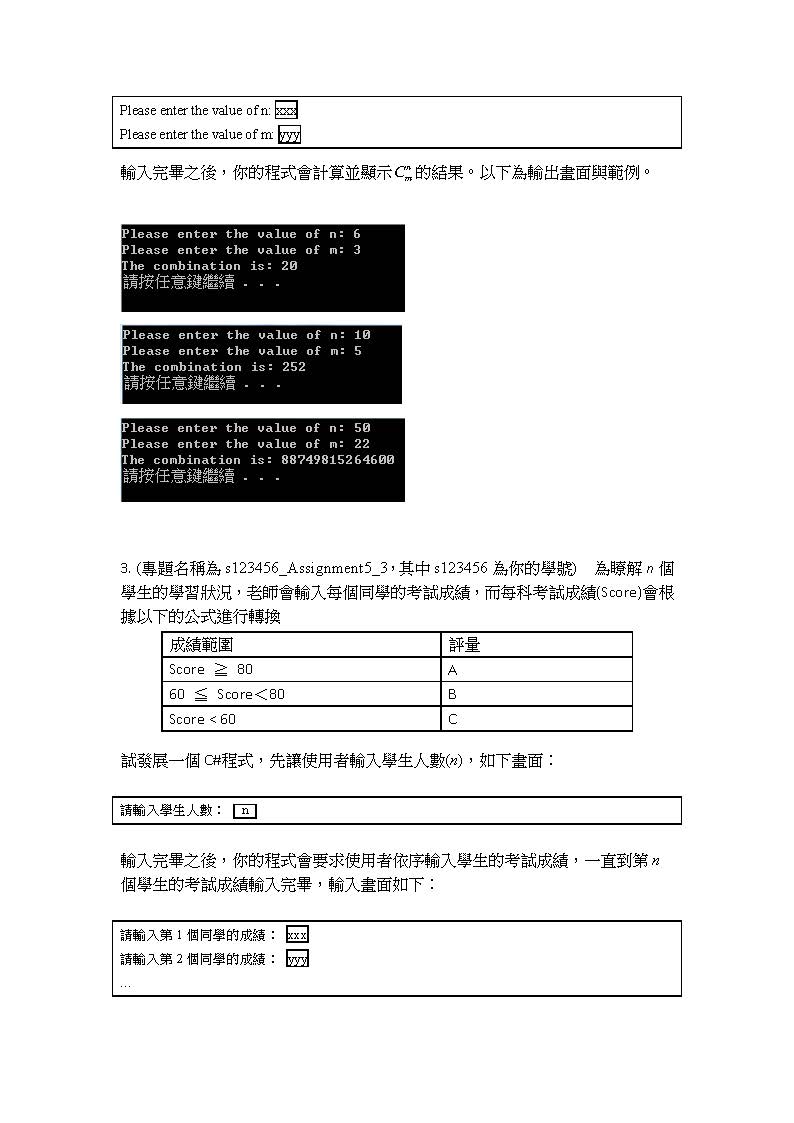 Please enter the value of n: xxx
Please enter the value of m: yyy
輸入完畢之後，你的程式會計算並顯示 C^n_m 的結果。以下為輸出畫面與範例。
Please enter the value of n: 6
Please enter the value of m: 3
The combination is: 20
請按任意鍵繼續 . . .
Please enter the value of n: 10
Please enter the value of m: 5
The combination is: 252
請按任意鍵繼續 . . .
Please enter the value of n: 50
Please enter the value of m: 22
The combination is: 88749815264600
請按任意鍵繼續 . . .
3. (專題名稱為 s123456_Assignment5_3，其中 s123456 為你的學號) 為瞭解 n 個
學生的學習狀況，老師會輸入每個同學的考試成績，而每科考試成績(Score)會根
據以下的公式進行轉換
成績範圍 評量
Score ≧ 80 A
60 ≦ Score＜80 B
Score < 60 C
試發展一個 C#程式，先讓使用者輸入學生人數(n)，如下畫面：
請輸入學生人數： n
輸入完畢之後，你的程式會要求使用者依序輸入學生的考試成績，一直到第 n
個學生的考試成績輸入完畢，輸入畫面如下：
請輸入第 1 個同學的成績： xxx
請輸入第 2 個同學的成績： yyy
...